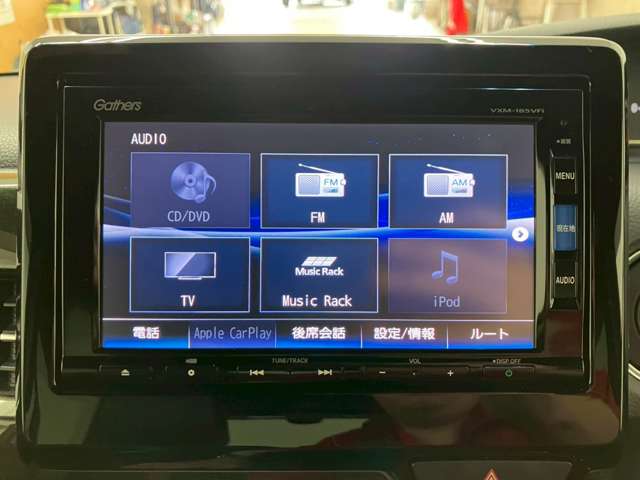 Gathers
VXM-185VFi
AUDIO
CD/DVD
FM
FM
AM
AM
TV
Music Rack
Music Rack
iPod
電話
Apple CarPlay
後席会話
設定/情報
ルート
MENU
現在地
AUDIO
TUNE/TRACK
VOL
DISP OFF